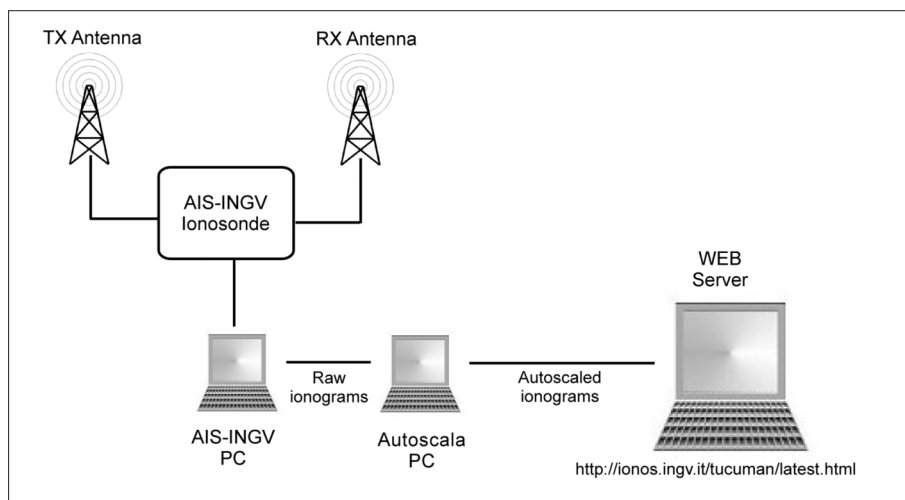 TX Antenna
RX Antenna
AIS-INGV
Ionosonde
WEB
Server
Raw
ionograms
Autoscaled
ionograms
AIS-INGV
PC
Autoscala
PC
http://ionos.ingv.it/tucuman/latest.html